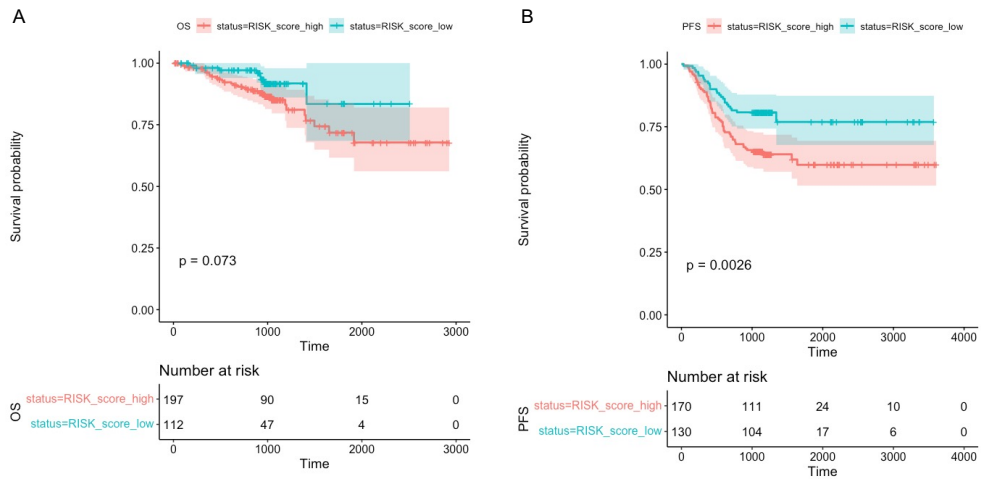 A
OS status=RISK_score_high status=RISK_score_low
Survival probability
1.00
0.75
0.50
0.25
0.00
p = 0.073
0 1000 2000 3000
Time
Number at risk
OS
status=RISK_score_high 197 90 15 0
status=RISK_score_low 112 47 4 0
0 1000 2000 3000
Time
B
PFS status=RISK_score_high status=RISK_score_low
Survival probability
1.00
0.75
0.50
0.25
0.00
p = 0.0026
0 1000 2000 3000 4000
Time
Number at risk
PFS
status=RISK_score_high 170 111 24 10 0
status=RISK_score_low 130 104 17 6 0
0 1000 2000 3000 4000
Time